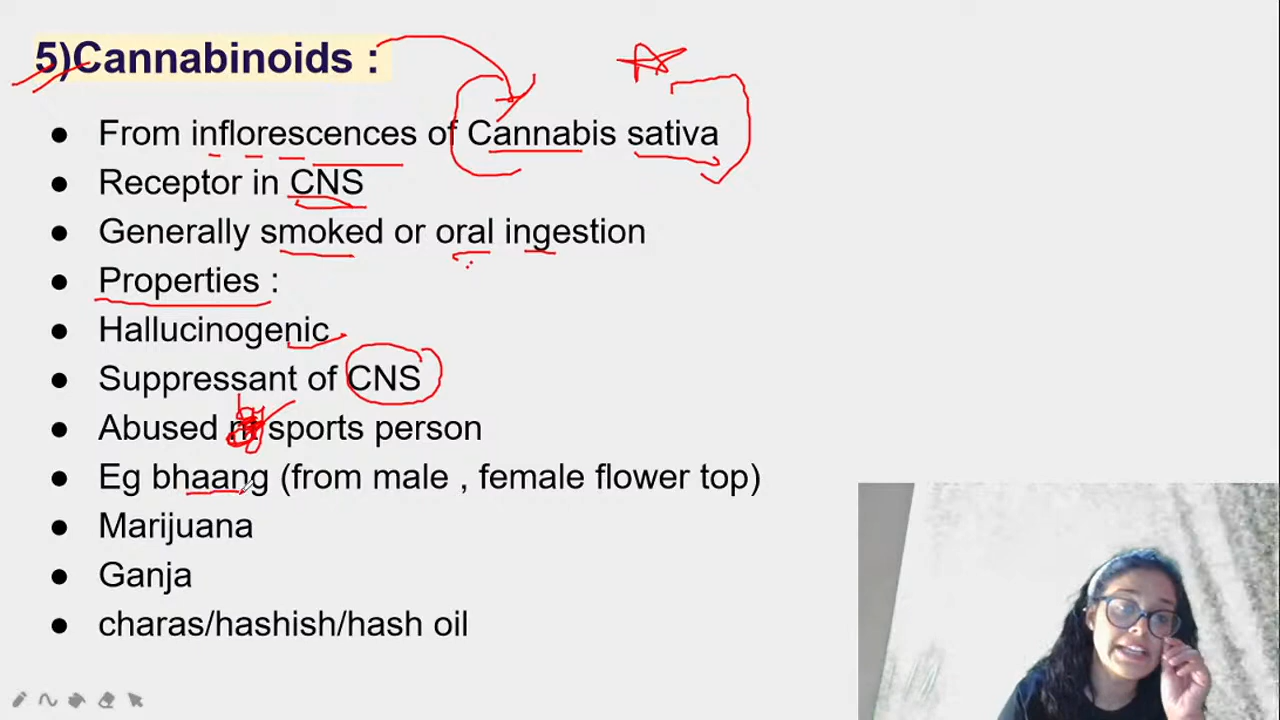 5)Cannabinoids :
● From inflorescences of Cannabis sativa
● Receptor in CNS
● Generally smoked or oral ingestion
● Properties :
● Hallucinogenic
● Suppressant of CNS
● Abused by sports person
● Eg bhaang (from male , female flower top)
● Marijuana
● Ganja
● charas/hashish/hash oil